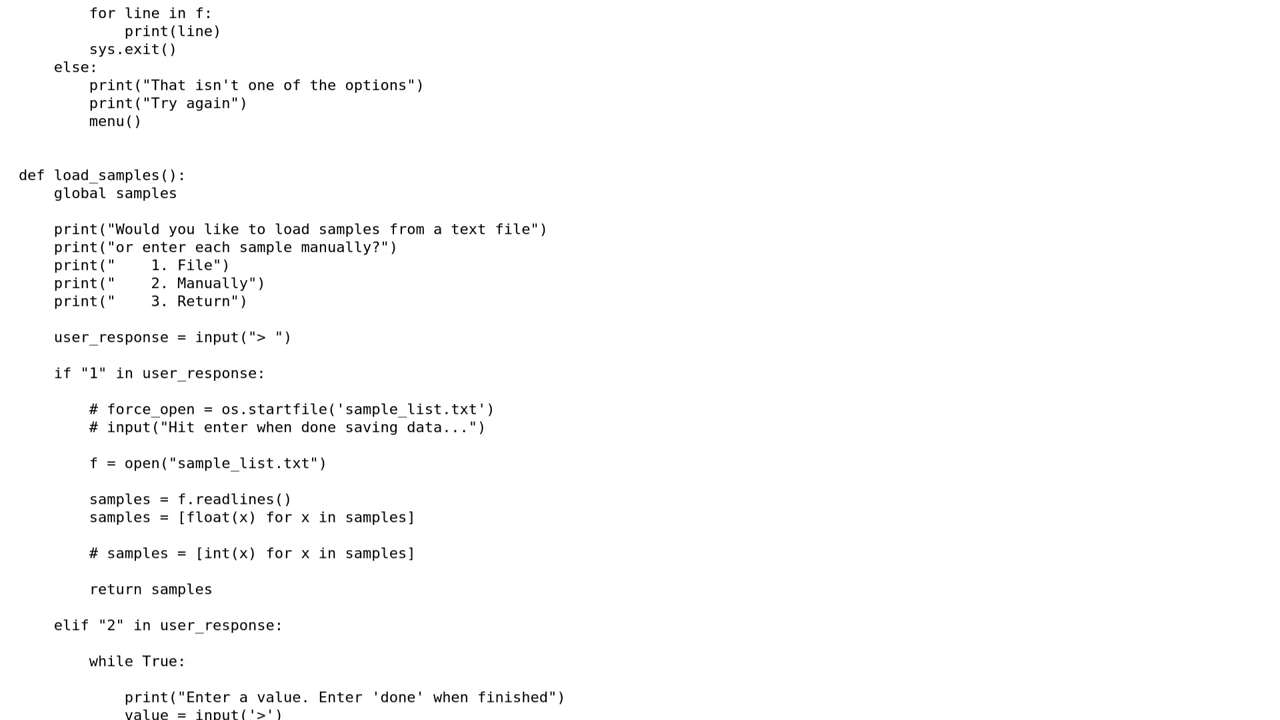 for line in f:
            print(line)
        sys.exit()
    else:
        print("That isn't one of the options")
        print("Try again")
        menu()


def load_samples():
    global samples

    print("Would you like to load samples from a text file")
    print("or enter each sample manually?")
    print("    1. File")
    print("    2. Manually")
    print("    3. Return")

    user_response = input("> ")

    if "1" in user_response:

        # force_open = os.startfile('sample_list.txt')
        # input("Hit enter when done saving data...")

        f = open("sample_list.txt")

        samples = f.readlines()
        samples = [float(x) for x in samples]

        # samples = [int(x) for x in samples]

        return samples

    elif "2" in user_response:

        while True:

            print("Enter a value. Enter 'done' when finished")
            value = input('>')